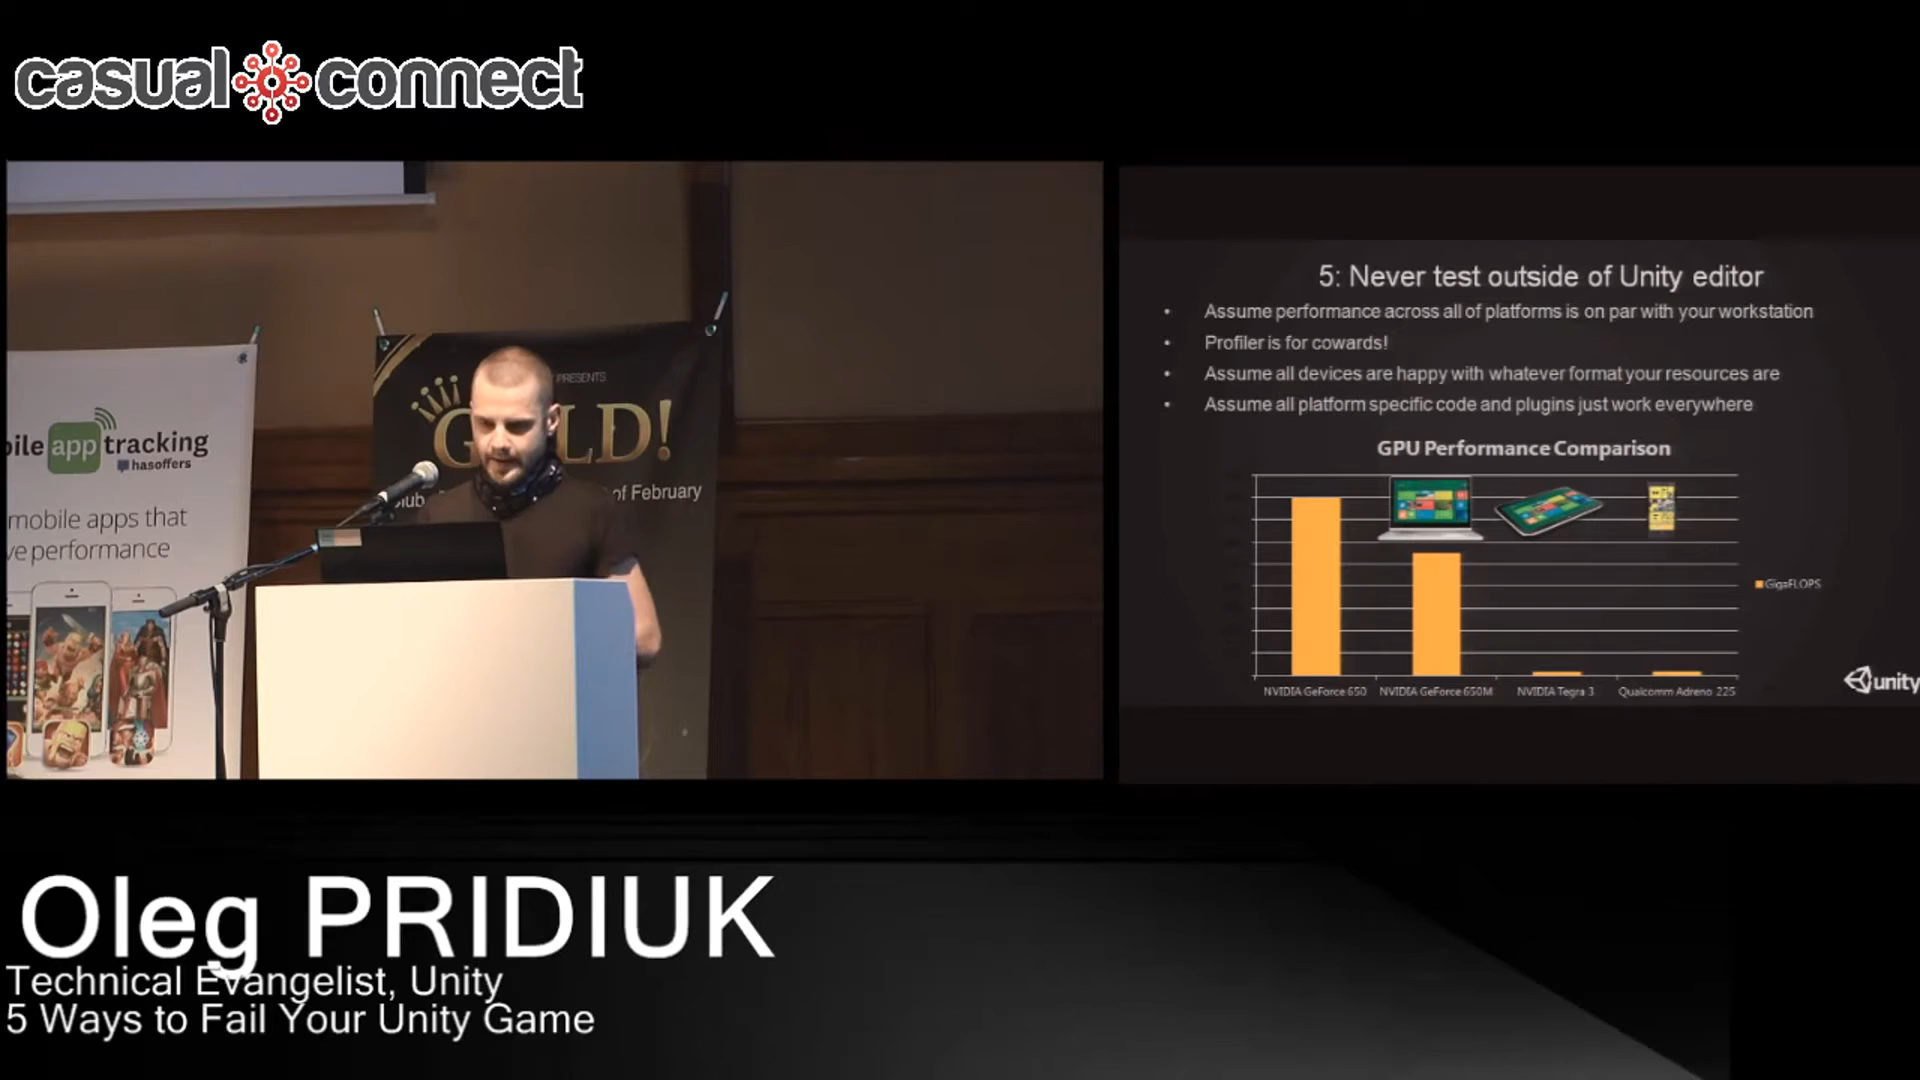 casual connect
5: Never test outside of Unity editor
• Assume performance across all of platforms is on par with your workstation
• Profiler is for cowards!
• Assume all devices are happy with whatever format your resources are
• Assume all platform specific code and plugins just work everywhere
GPU Performance Comparison
GigaFLOPS
NVIDIA GeForce 650 NVIDIA GeForce 650M NVIDIA Tegra 3 Qualcomm Adreno 225
unity
PRESENTS
G LD!
of February
bile app tracking
hasoffers
mobile apps that
ve performance
Oleg PRIDIUK
Technical Evangelist, Unity
5 Ways to Fail Your Unity Game